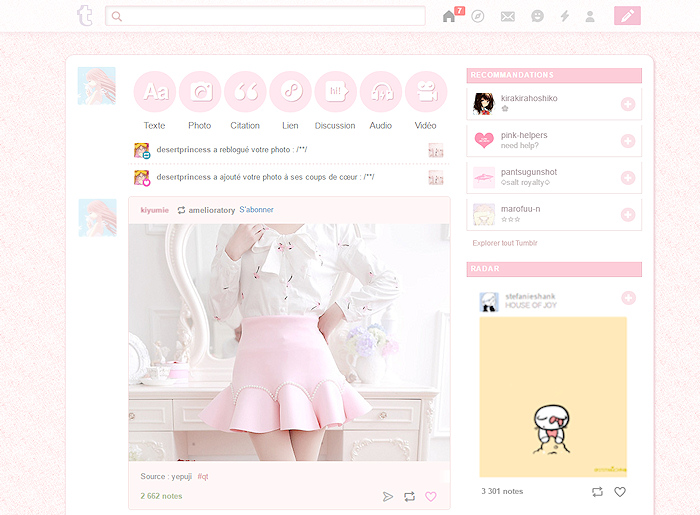 t
7
Aa
hi!
Texte
Photo
Citation
Lien
Discussion
Audio
Vidéo
desertprincess a reblogué votre photo : /**/
desertprincess a ajouté votre photo à ses coups de cœur : /**/
kiyumie
amelioratory S'abonner
Source : yepuji #qt
2 662 notes
RECOMMANDATIONS
kirakirahoshiko
✿
pink-helpers
need help?
pantsugunshot
salt royalty
marofuu-n
☆☆☆
Explorer tout Tumblr
RADAR
stefanieshank
HOUSE OF JOY
3 301 notes